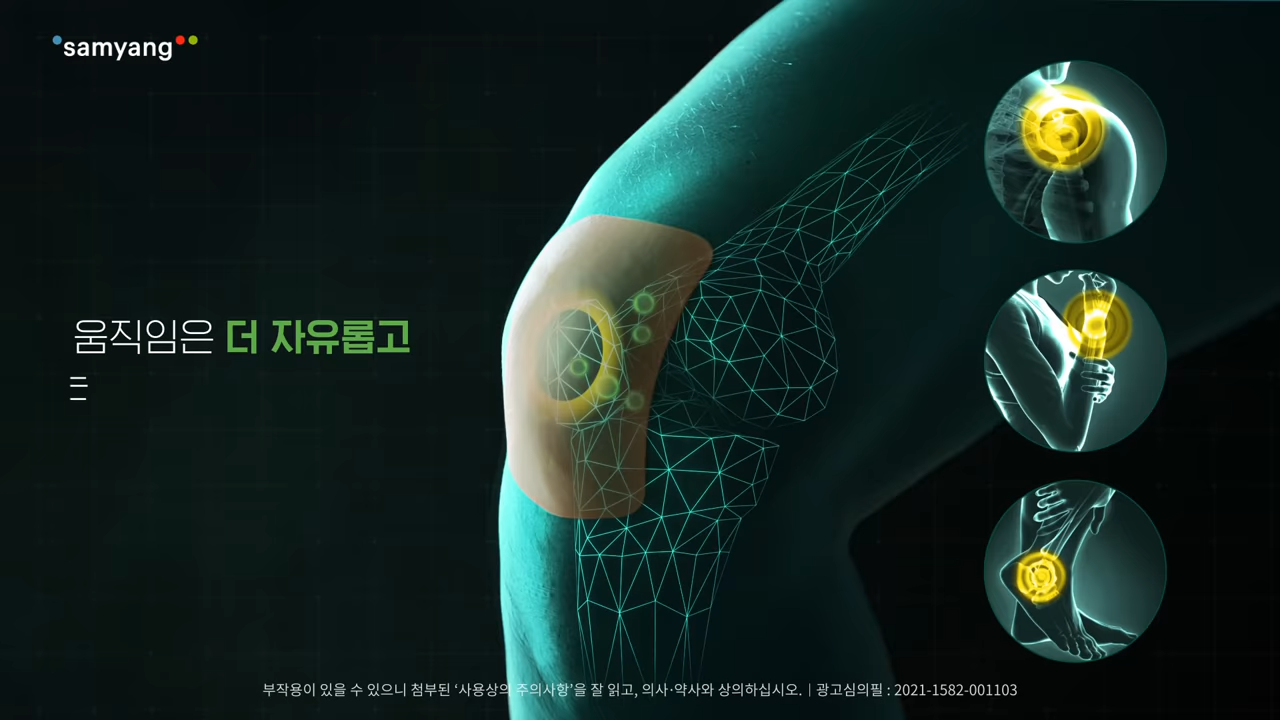 samyang
움직임은 더 자유롭고
부작용이 있을 수 있으니 첨부된 ‘사용상의 주의사항’을 잘 읽고, 의사·약사와 상의하십시오. | 광고심의필 : 2021-1582-001103